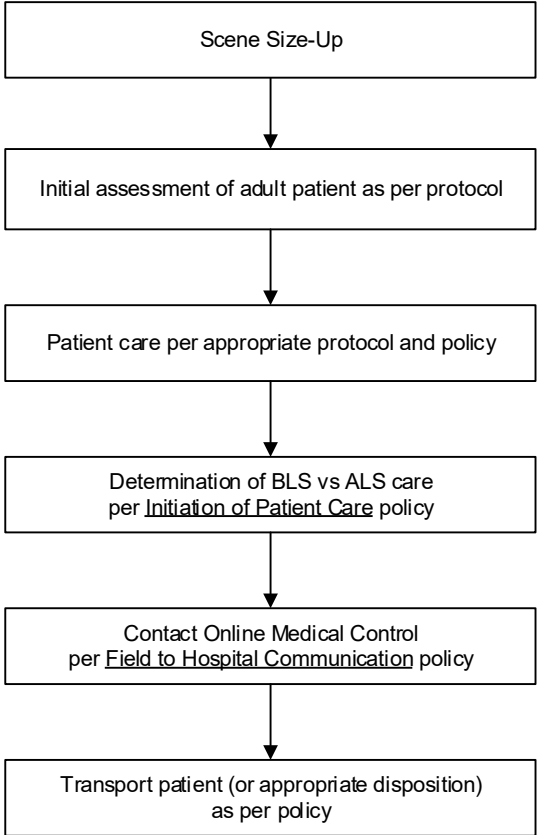 Scene Size-Up
Initial assessment of adult patient as per protocol
Patient care per appropriate protocol and policy
Determination of BLS vs ALS care
per Initiation of Patient Care policy
Contact Online Medical Control
per Field to Hospital Communication policy
Transport patient (or appropriate disposition)
as per policy